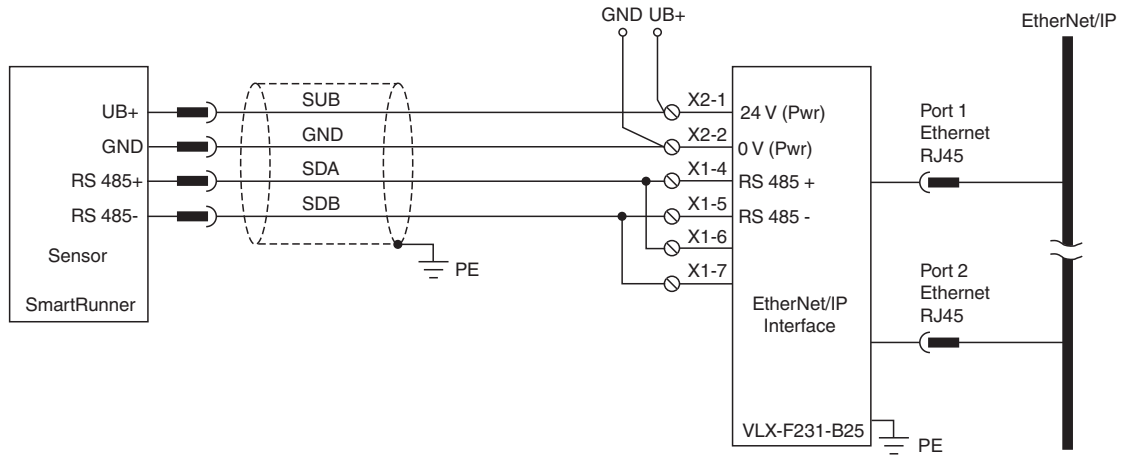 GND UB+
EtherNet/IP
UB+
GND
RS 485+
RS 485-
Sensor
SmartRunner
SUB
GND
SDA
SDB
PE
X2-1
X2-2
X1-4
X1-5
X1-6
X1-7
24 V (Pwr)
0 V (Pwr)
RS 485 +
RS 485 -
EtherNet/IP
Interface
VLX-F231-B25
PE
Port 1
Ethernet
RJ45
Port 2
Ethernet
RJ45